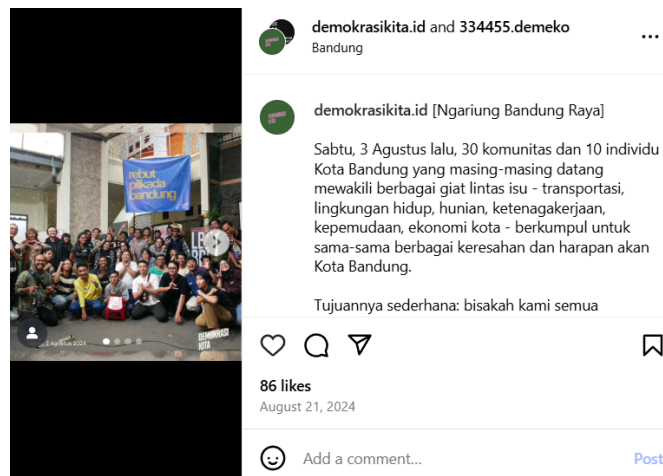 demokrasikita.id and 334455.demeko
Bandung
rebut
pilkada
bandung
3 Agustus 2024
DEMOKRASI
KITA
demokrasikita.id [Ngariung Bandung Raya]
Sabtu, 3 Agustus lalu, 30 komunitas dan 10 individu
Kota Bandung yang masing-masing datang
mewakili berbagai giat lintas isu - transportasi,
lingkungan hidup, hunian, ketenagakerjaan,
kepemudaan, ekonomi kota - berkumpul untuk
sama-sama berbagai keresahan dan harapan akan
Kota Bandung.
Tujuannya sederhana: bisakah kami semua
86 likes
August 21, 2024
Add a comment...
Post